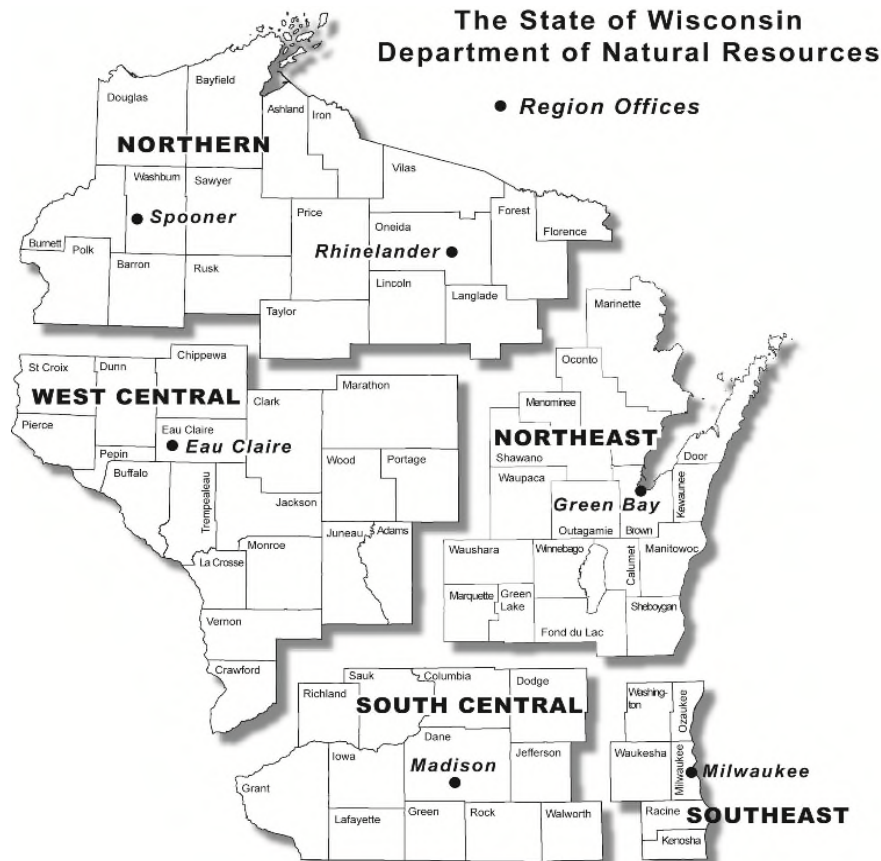 The State of Wisconsin
Department of Natural Resources
Region Offices
Bayfield
Douglas
Ashland
Iron
NORTHERN
Vilas
Washburn
Sawyer
Price
Forest
Spooner
Oneida
Florence
Burnett
Polk
Rhinelander
Barron
Rusk
Lincoln
Langlade
Taylor
Marinette
Chippewa
Oconto
St Croix
Dunn
Marathon
WEST CENTRAL
Clark
Menominee
Pierce
Eau Claire
Eau Claire
NORTHEAST
Pepin
Wood
Portage
Shawano
Door
Buffalo
Waupaca
Trempealeau
Jackson
Green Bay
Kewaunee
Juneau
Adams
Outagamie
Brown
Monroe
Waushara
Winnebago
Calumet
Manitowoc
La Crosse
Marquette
Green
Lake
Sheboygan
Vernon
Fond du Lac
Crawford
Sauk
Columbia
Dodge
Richland
SOUTH CENTRAL
Washing-
ton
Ozaukee
Dane
Iowa
Jefferson
Waukesha
Madison
Milwaukee
Milwaukee
Grant
Lafayette
Green
Rock
Walworth
Racine
SOUTHEAST
Kenosha